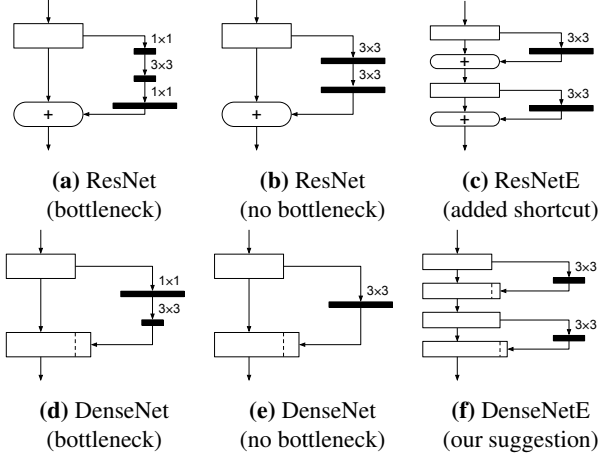 1×1
3×3
1×1
+
3×3
3×3
+
3×3
+
3×3
+
(a) ResNet
(bottleneck)
(b) ResNet
(no bottleneck)
(c) ResNetE
(added shortcut)
1×1
3×3
3×3
3×3
3×3
(d) DenseNet
(bottleneck)
(e) DenseNet
(no bottleneck)
(f) DenseNetE
(our suggestion)